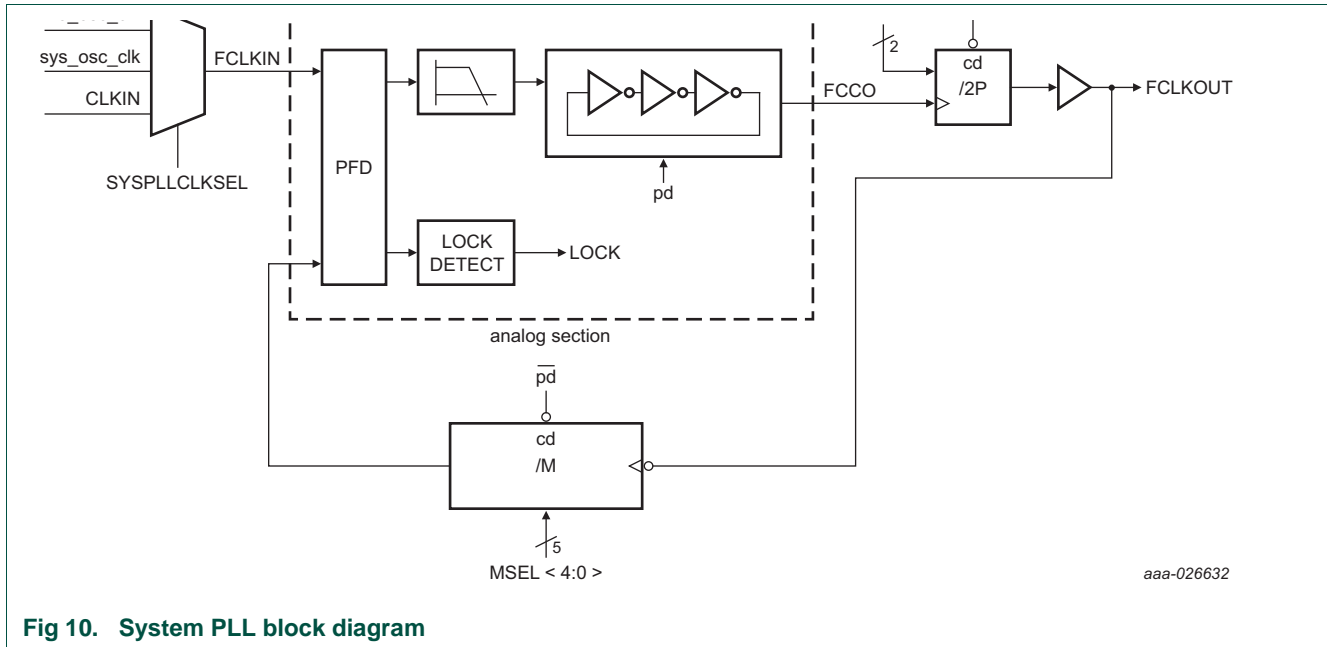 sys_osc_clk
FCLKIN
CLKIN
SYSPLLCLKSEL
PFD
pd
FCCO
2
cd
/2P
FCLKOUT
LOCK
DETECT
LOCK
analog section
pd
cd
/M
5
MSEL < 4:0 >
aaa-026632
Fig 10. System PLL block diagram